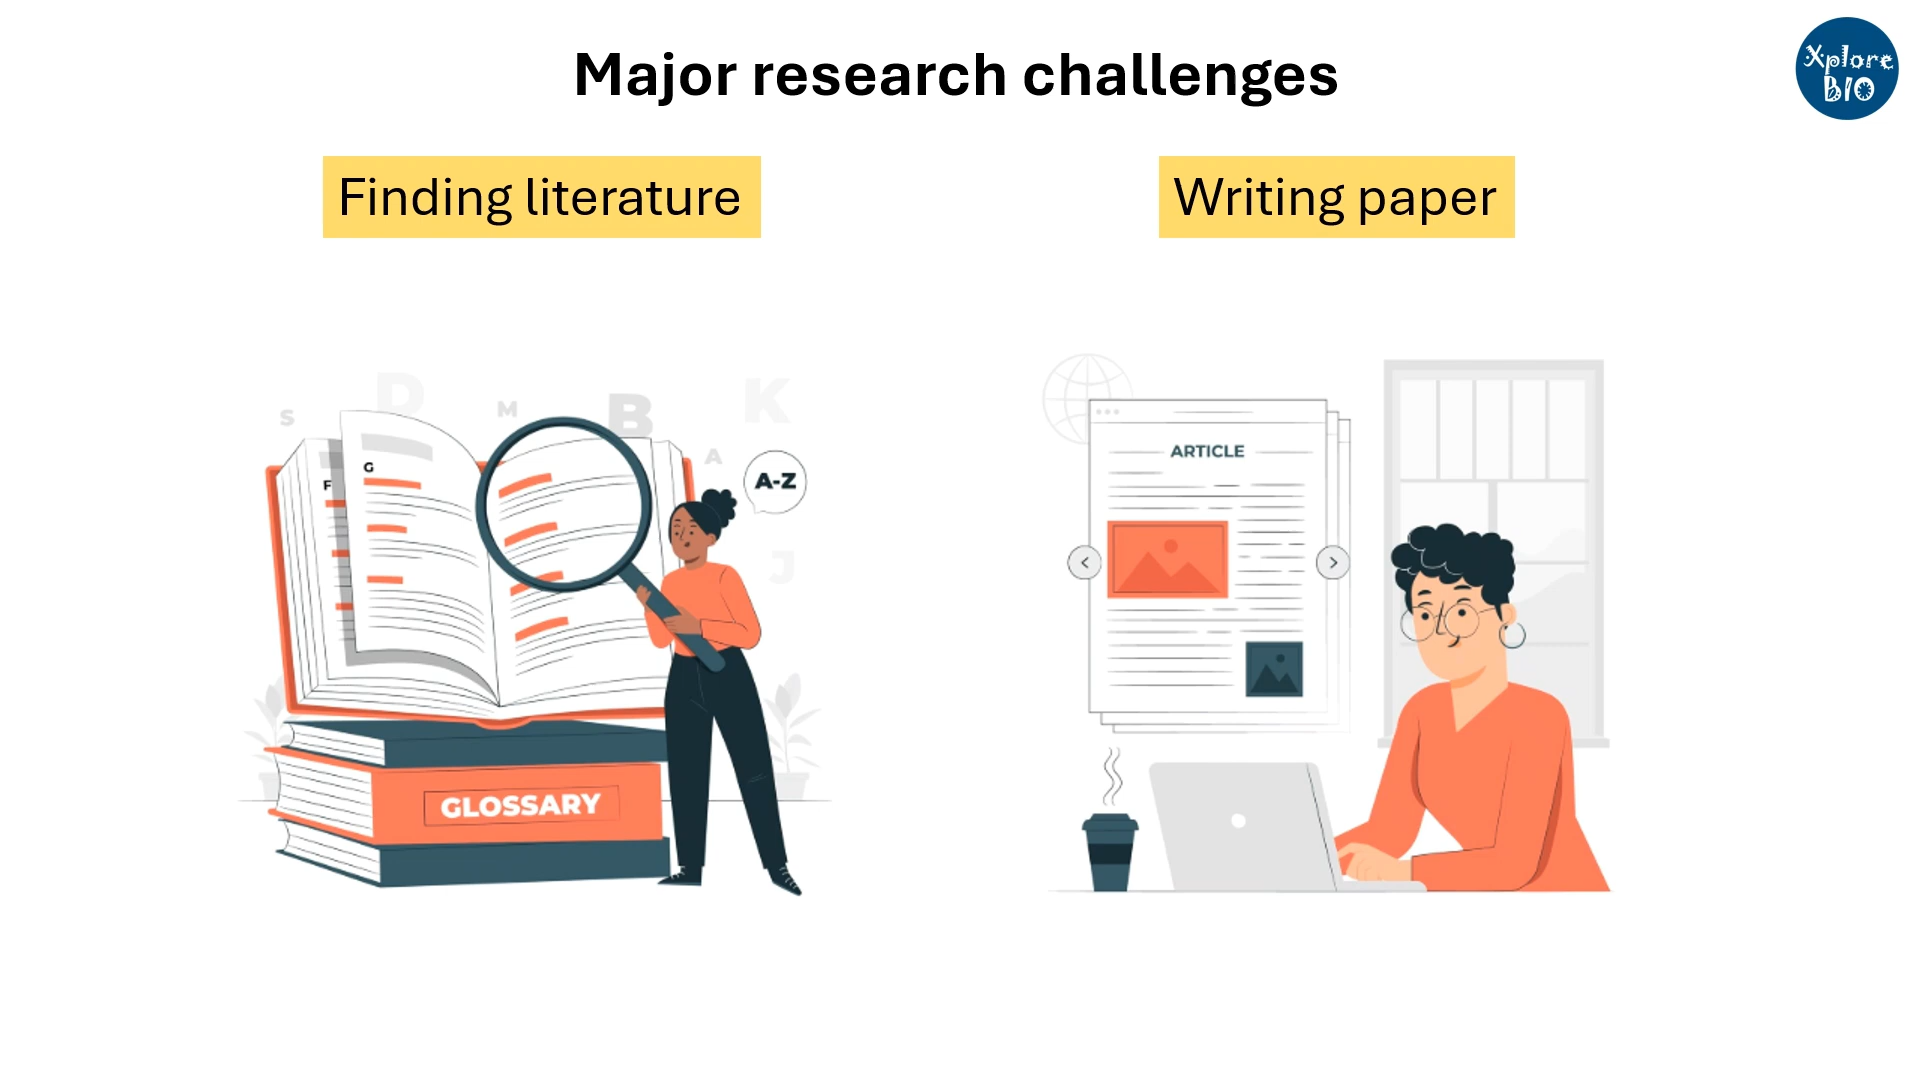 Major research challenges
Xplore
BIO
Finding literature
Writing paper
S
D
M
B
K
A
A-Z
G
F
J
GLOSSARY
ARTICLE